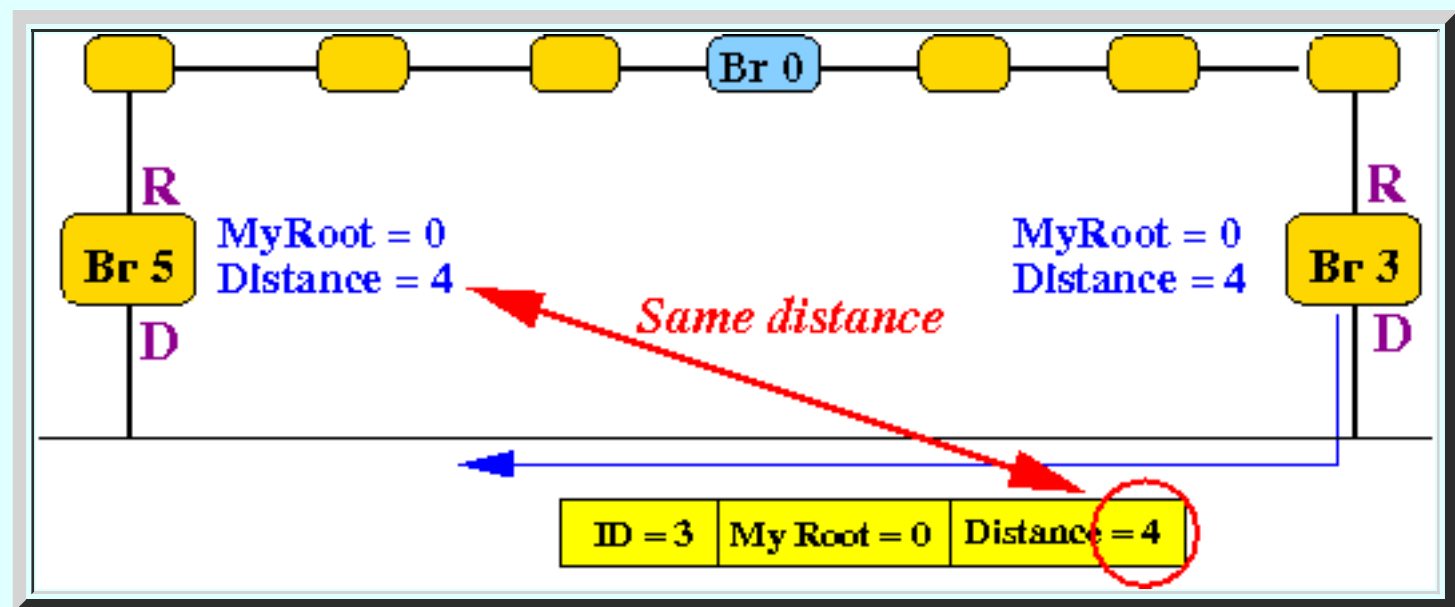 Br 0
R
R
MyRoot = 0
Distance = 4
MyRoot = 0
Distance = 4
Br 5
Br 3
Same distance
D
D
ID = 3
My Root = 0
Distance = 4